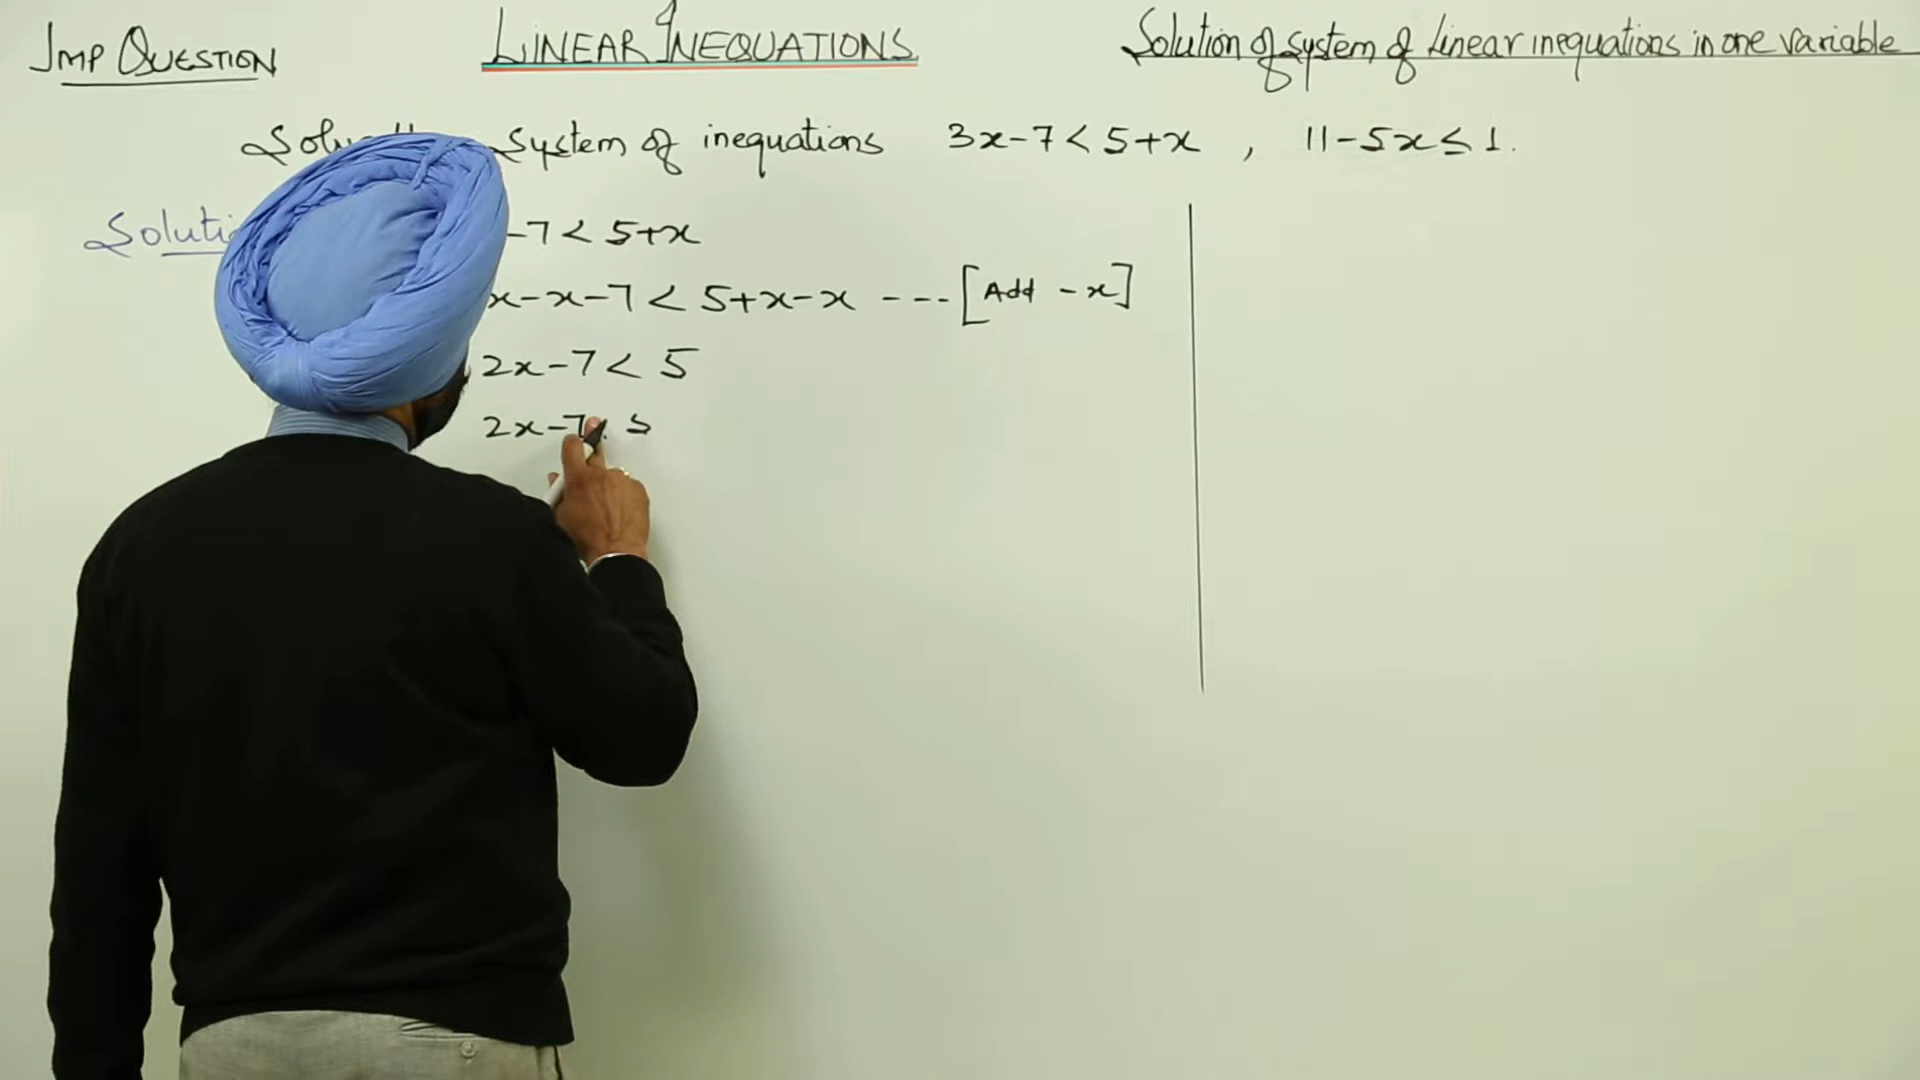 IMP QUESTION
LINEAR INEQUATIONS
Solution of system of linear inequations in one variable
system of inequations 3x-7<5+x , 11-5x≤1.
-7<5+x
x-x-7<5+x-x ---[Add -x]
2x-7<5
2x-7